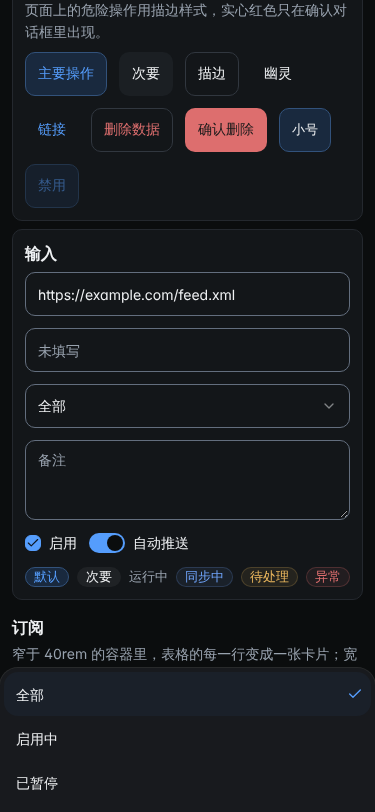 页面上的危险操作用描边样式，实心红色只在确认对
话框里出现。
主要操作 次要 描边 幽灵
链接 删除数据 确认删除 小号
禁用
输入
https://example.com/feed.xml
未填写
全部
备注
启用 自动推送
默认 次要 运行中 同步中 待处理 异常
订阅
窄于 40rem 的容器里，表格的每一行变成一张卡片；宽
全部
启用中
已暂停